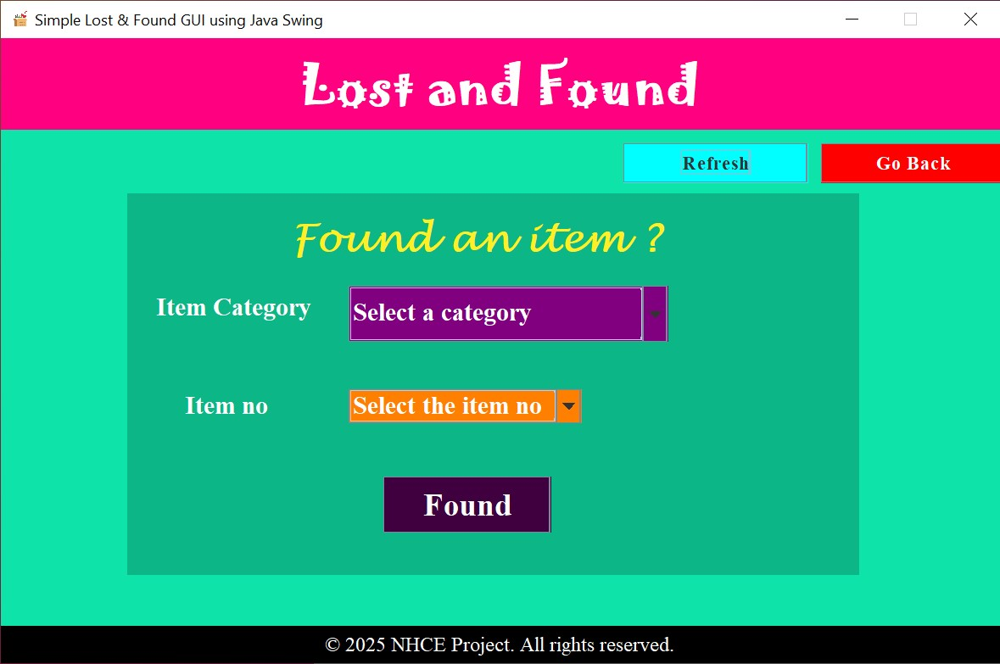 Simple Lost & Found GUI using Java Swing
Lost and Found
Refresh
Go Back
Found an item ?
Item Category
Select a category
Item no
Select the item no
Found
© 2025 NHCE Project. All rights reserved.